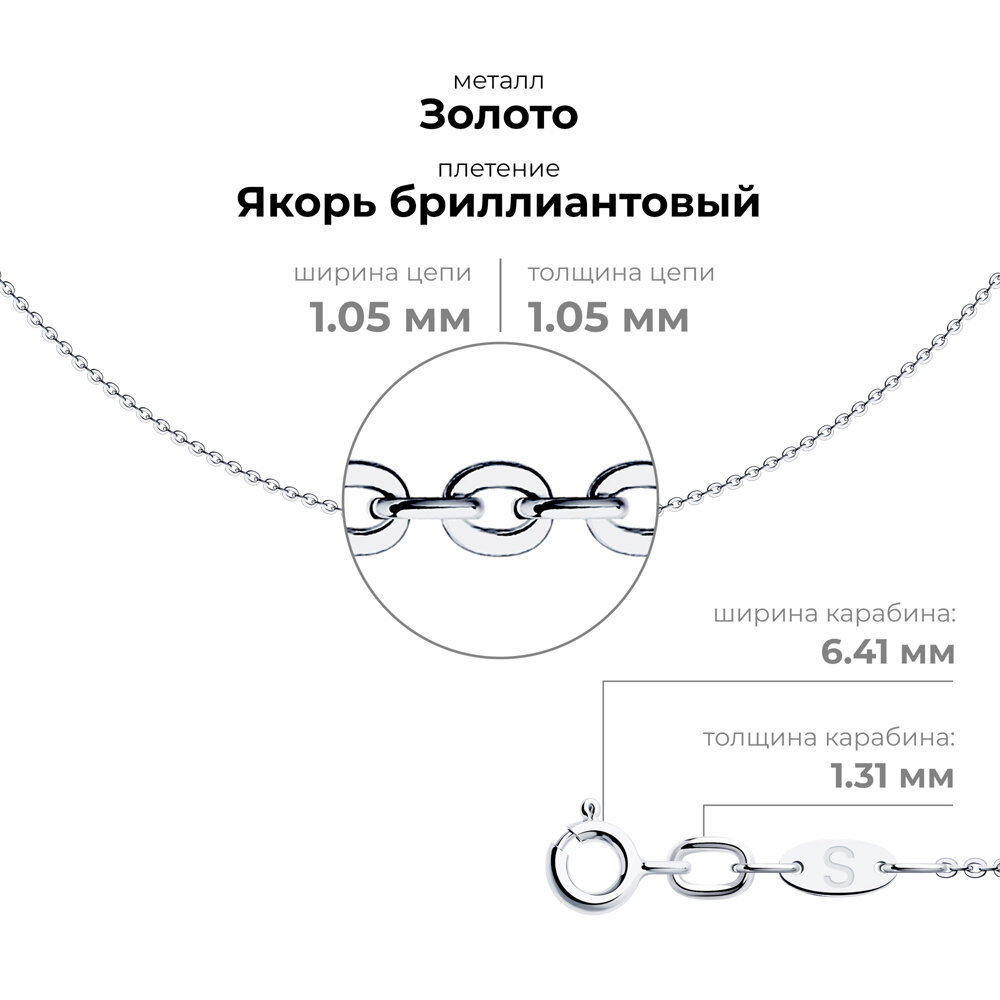 металл
Золото
плетение
Якорь бриллиантовый
ширина цепи
1.05 мм
толщина цепи
1.05 мм
ширина карабина:
6.41 мм
толщина карабина:
1.31 мм
S